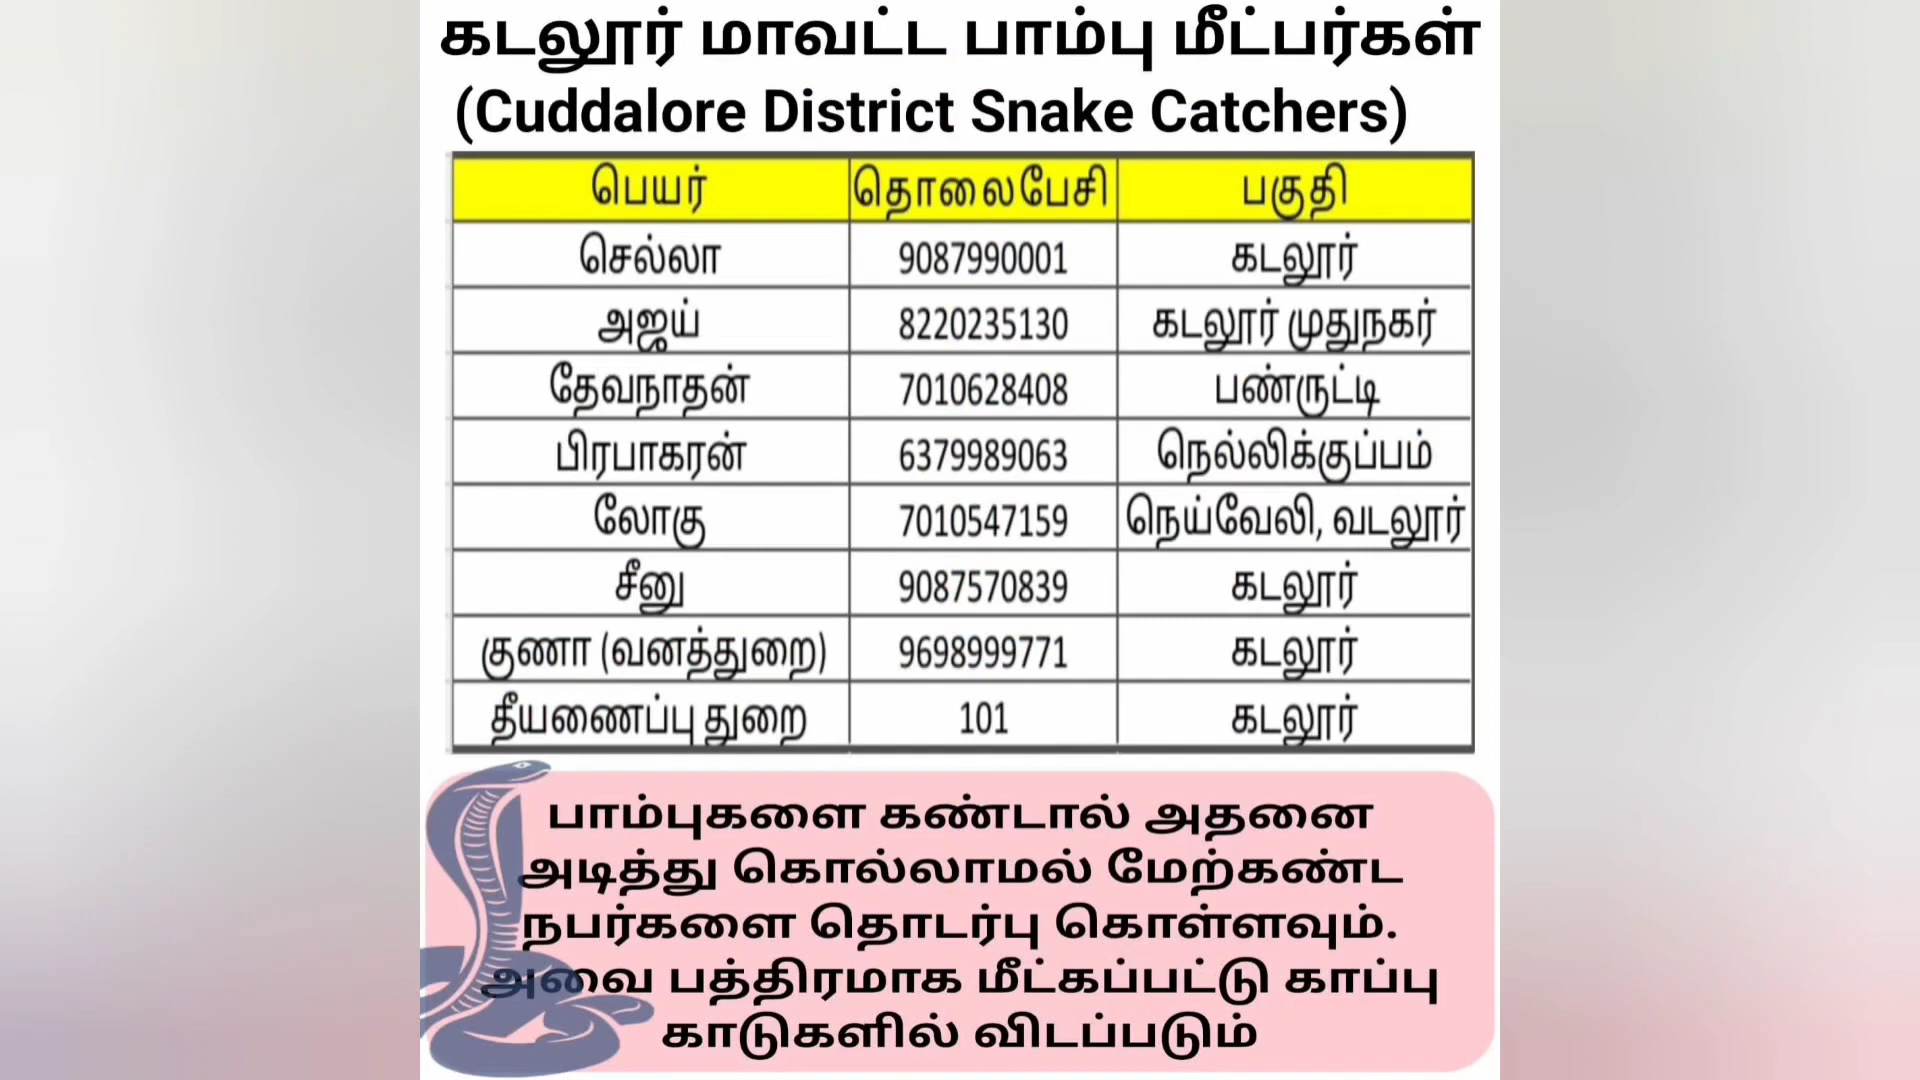 கடலூர் மாவட்ட பாம்பு மீட்பர்கள்
(Cuddalore District Snake Catchers)
பெயர் தொலைபேசி பகுதி
செல்லா 9087990001 கடலூர்
அஜய் 8220235130 கடலூர் முதுநகர்
தேவநாதன் 7010628408 பண்ருட்டி
பிரபாகரன் 6379989063 நெல்லிக்குப்பம்
லோகு 7010547159 நெய்வேலி, வடலூர்
சீனு 9087570839 கடலூர்
குணா (வனத்துறை) 9698999771 கடலூர்
தீயணைப்பு துறை 101 கடலூர்
பாம்புகளை கண்டால் அதனை
அடித்து கொல்லாமல் மேற்கண்ட
நபர்களை தொடர்பு கொள்ளவும்.
அவை பத்திரமாக மீட்கப்பட்டு காப்பு
காடுகளில் விடப்படும்